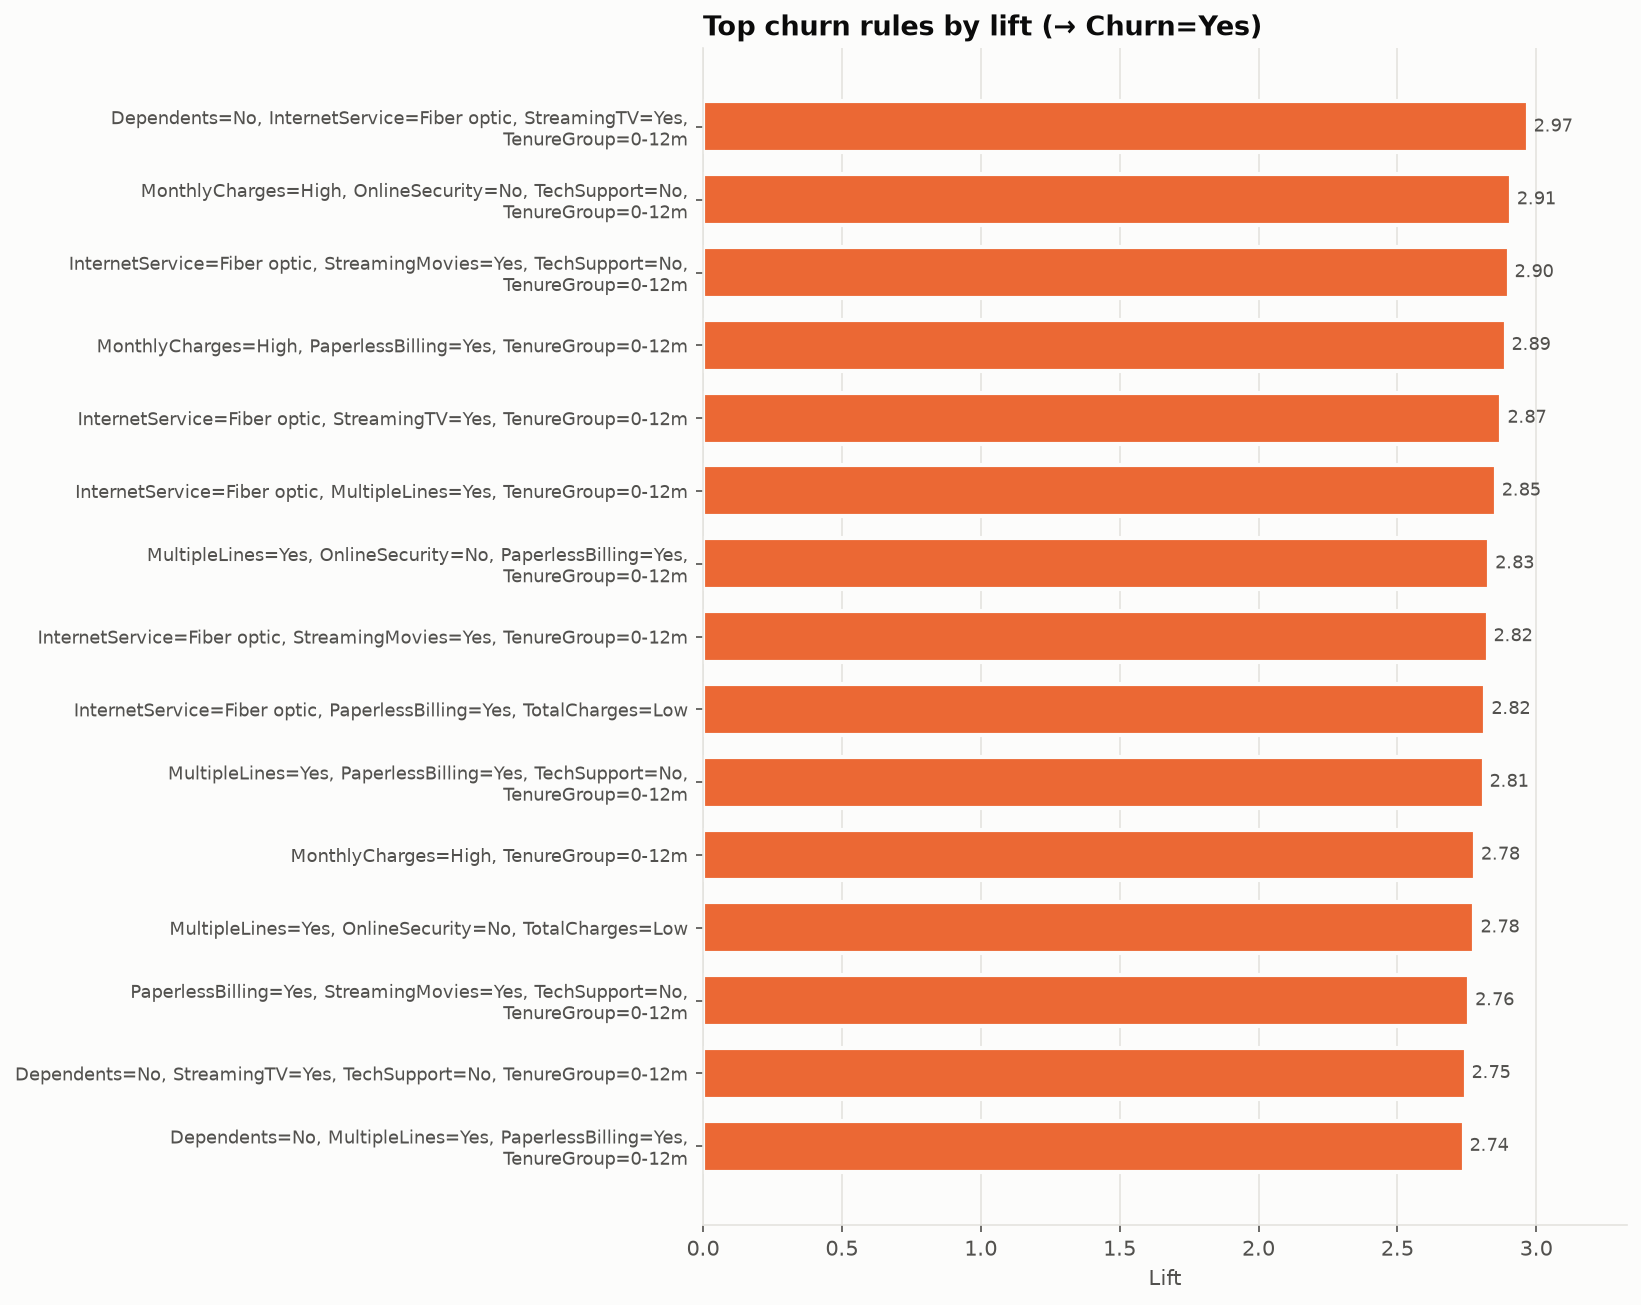 Top churn rules by lift (→ Churn=Yes)
Dependents=No, InternetService=Fiber optic, StreamingTV=Yes,
TenureGroup=0-12m
2.97
MonthlyCharges=High, OnlineSecurity=No, TechSupport=No,
TenureGroup=0-12m
2.91
InternetService=Fiber optic, StreamingMovies=Yes, TechSupport=No,
TenureGroup=0-12m
2.90
MonthlyCharges=High, PaperlessBilling=Yes, TenureGroup=0-12m
2.89
InternetService=Fiber optic, StreamingTV=Yes, TenureGroup=0-12m
2.87
InternetService=Fiber optic, MultipleLines=Yes, TenureGroup=0-12m
2.85
MultipleLines=Yes, OnlineSecurity=No, PaperlessBilling=Yes,
TenureGroup=0-12m
2.83
InternetService=Fiber optic, StreamingMovies=Yes, TenureGroup=0-12m
2.82
InternetService=Fiber optic, PaperlessBilling=Yes, TotalCharges=Low
2.82
MultipleLines=Yes, PaperlessBilling=Yes, TechSupport=No,
TenureGroup=0-12m
2.81
MonthlyCharges=High, TenureGroup=0-12m
2.78
MultipleLines=Yes, OnlineSecurity=No, TotalCharges=Low
2.78
PaperlessBilling=Yes, StreamingMovies=Yes, TechSupport=No,
TenureGroup=0-12m
2.76
Dependents=No, StreamingTV=Yes, TechSupport=No, TenureGroup=0-12m
2.75
Dependents=No, MultipleLines=Yes, PaperlessBilling=Yes,
TenureGroup=0-12m
2.74
0.0 0.5 1.0 1.5 2.0 2.5 3.0
Lift